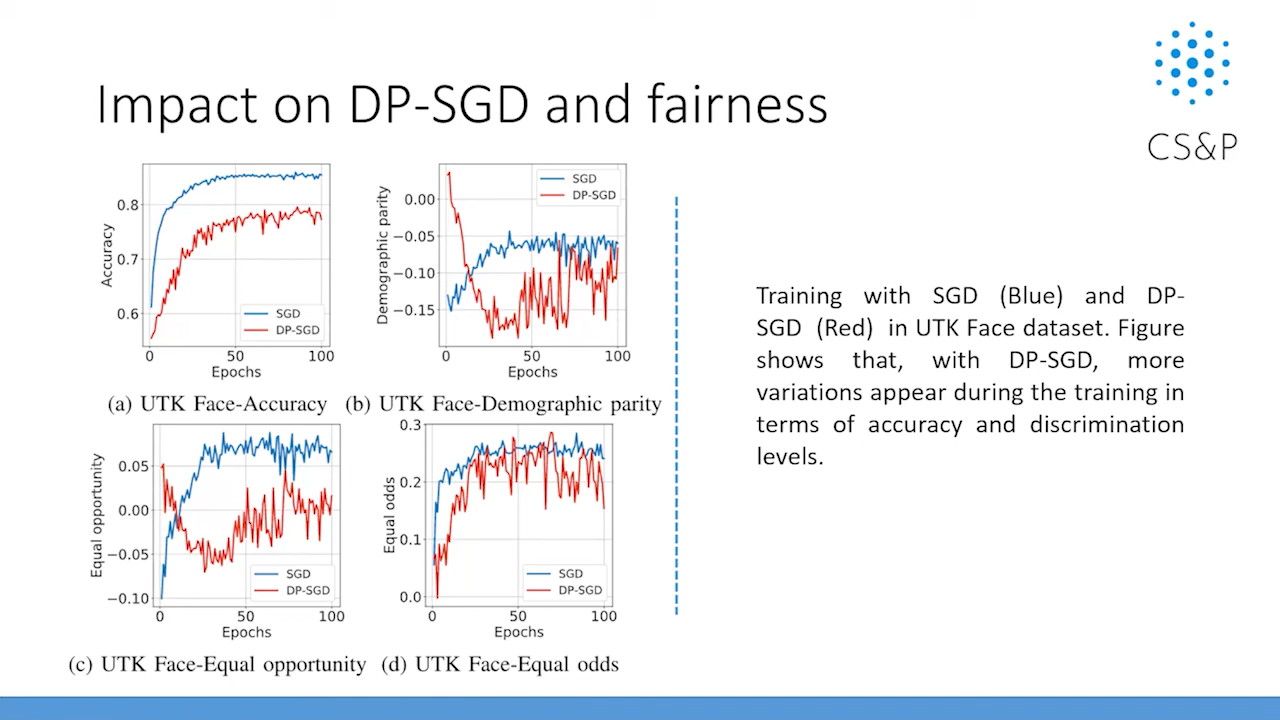 Impact on DP-SGD and fairness
CS&P
Accuracy
0.8
0.7
0.6
SGD
DP-SGD
0
50
100
Epochs
(a) UTK Face-Accuracy
Demographic parity
0.00
−0.05
−0.10
−0.15
SGD
DP-SGD
0
50
100
Epochs
(b) UTK Face-Demographic parity
Equal opportunity
0.05
0.00
−0.05
−0.10
SGD
DP-SGD
0
50
100
Epochs
(c) UTK Face-Equal opportunity
Equal odds
0.3
0.2
0.1
0.0
SGD
DP-SGD
0
50
100
Epochs
(d) UTK Face-Equal odds
Training with SGD (Blue) and DP-
SGD (Red) in UTK Face dataset. Figure
shows that, with DP-SGD, more
variations appear during the training in
terms of accuracy and discrimination
levels.